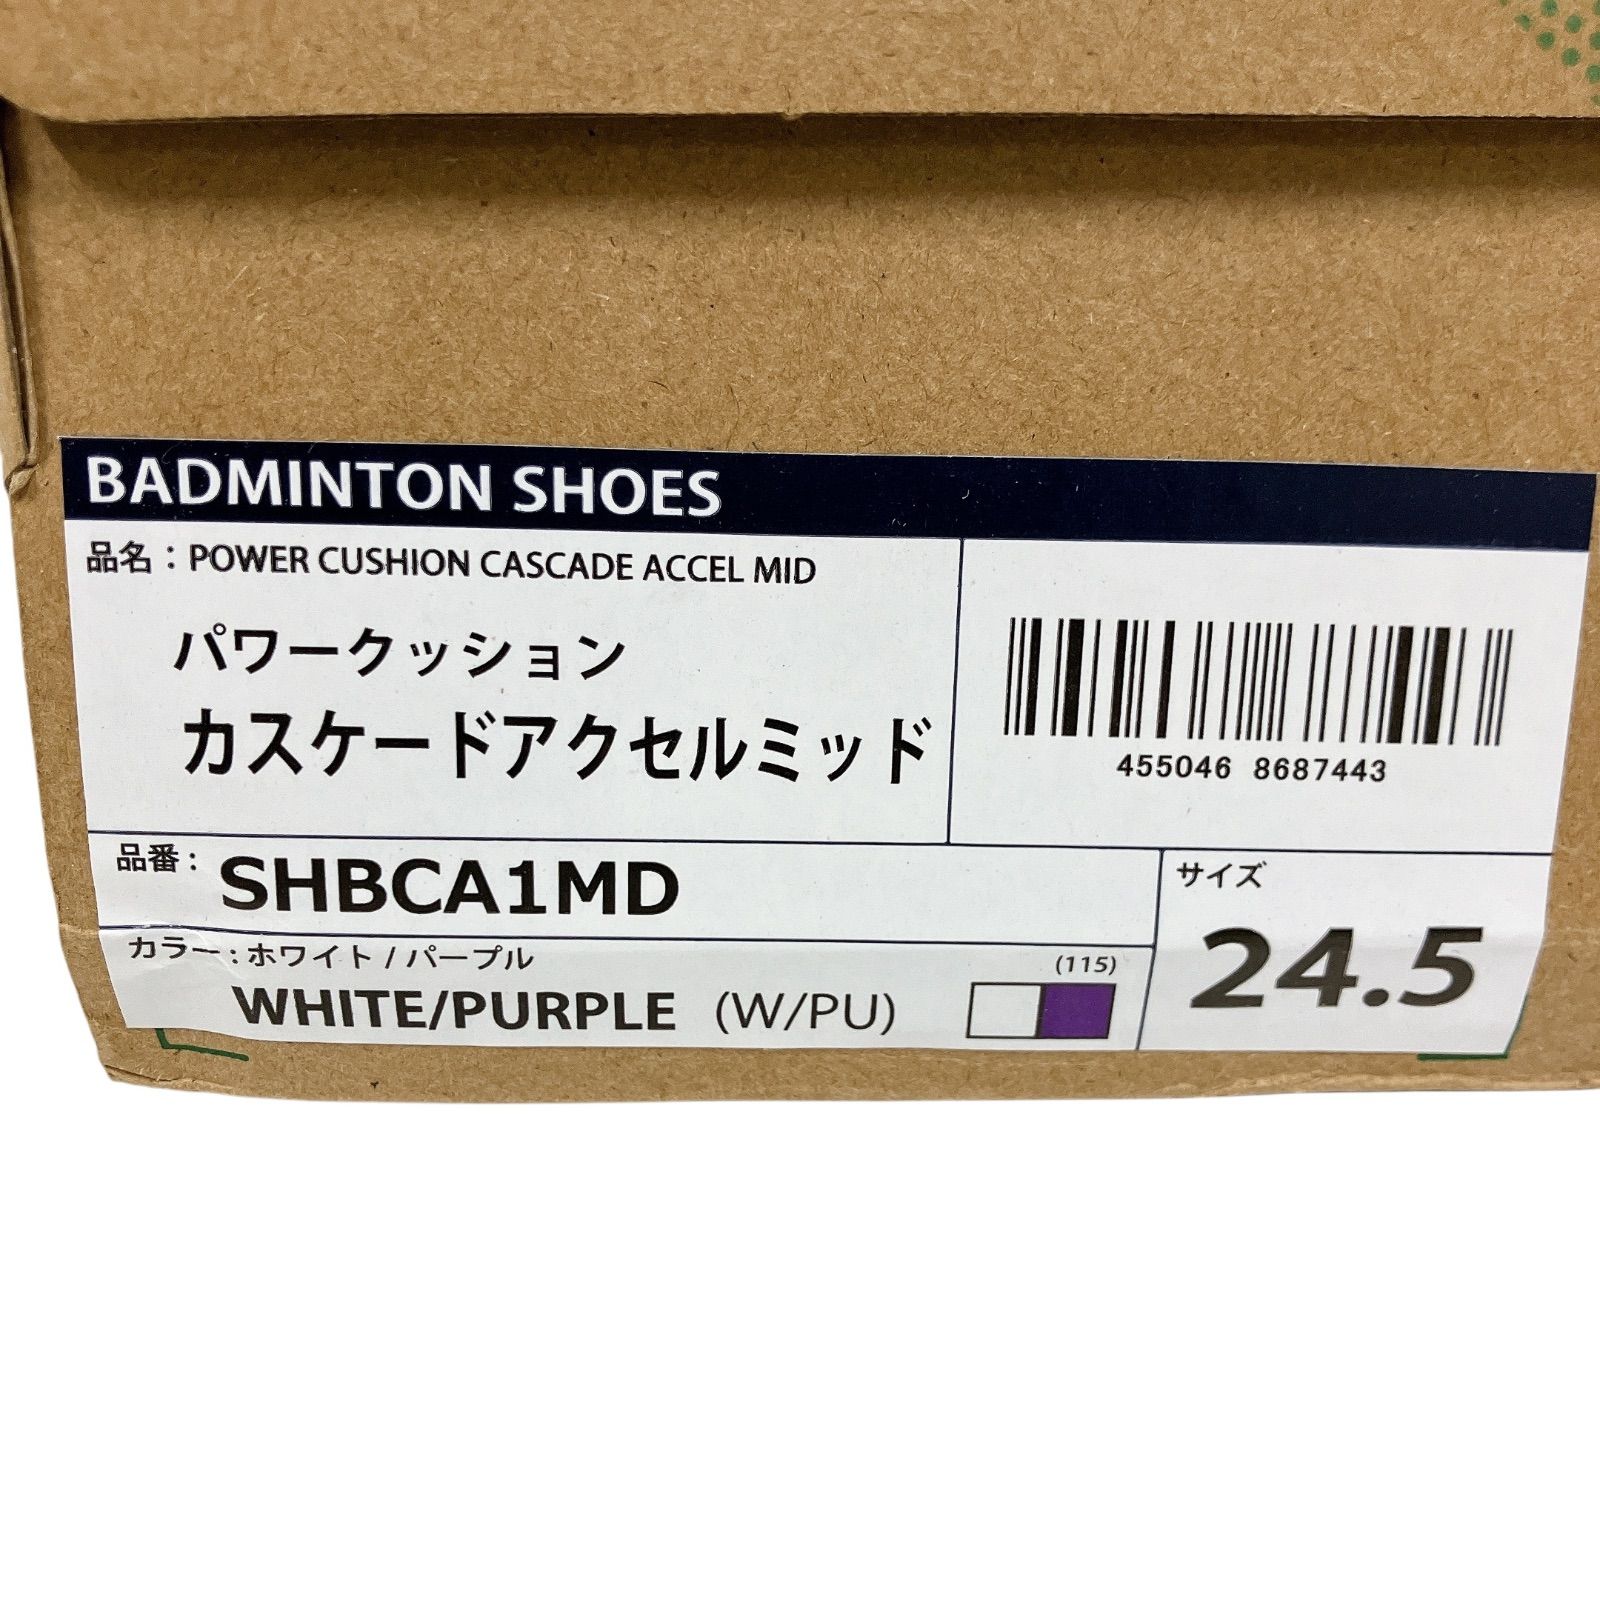 BADMINTON SHOES
品名：POWER CUSHION CASCADE ACCEL MID
パワークッション
カスケードアクセルミッド
455046 8687443
品番：SHBCA1MD
カラー：ホワイト / パープル
(115)
WHITE/PURPLE (W/PU)
サイズ
24.5